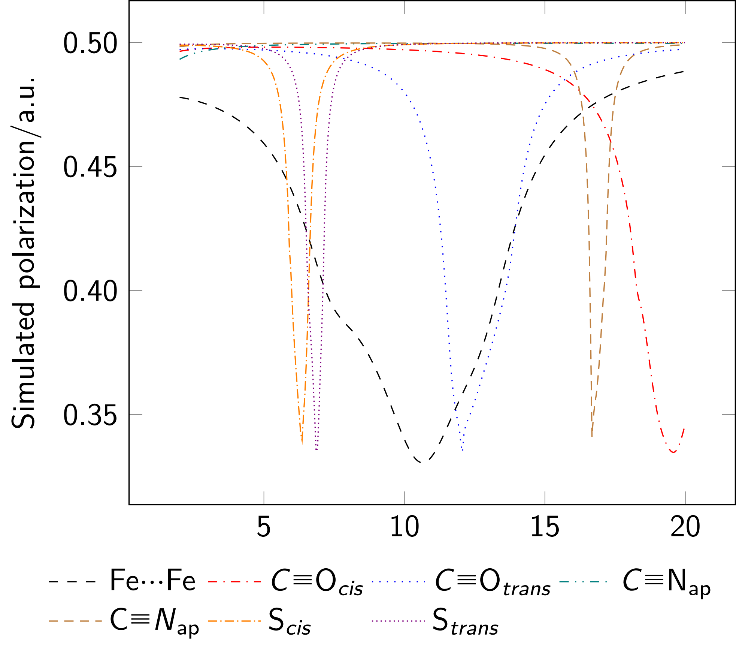 0.50
0.45
0.40
0.35
Simulated polarization/a.u.
5 10 15 20
Fe···Fe C≡O_cis C≡O_trans C≡N_ap
C≡N_ap S_cis S_trans